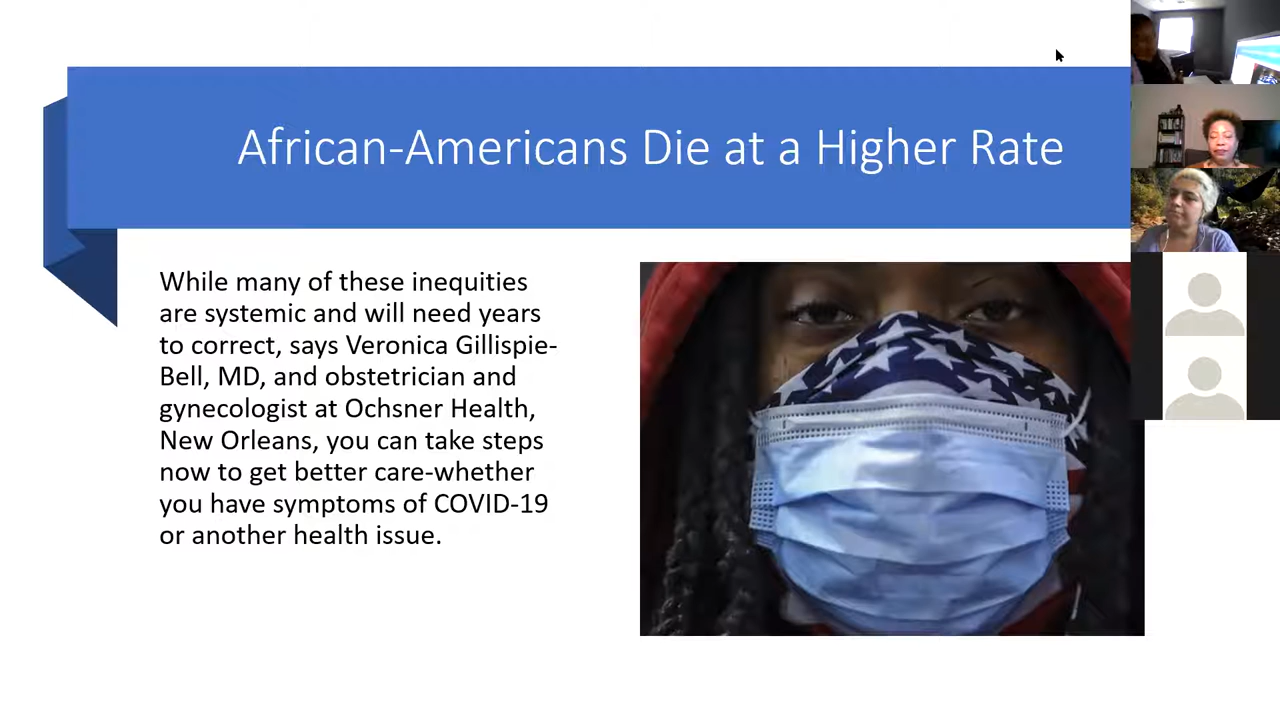 African-Americans Die at a Higher Rate
While many of these inequities
are systemic and will need years
to correct, says Veronica Gillispie-
Bell, MD, and obstetrician and
gynecologist at Ochsner Health,
New Orleans, you can take steps
now to get better care-whether
you have symptoms of COVID-19
or another health issue.